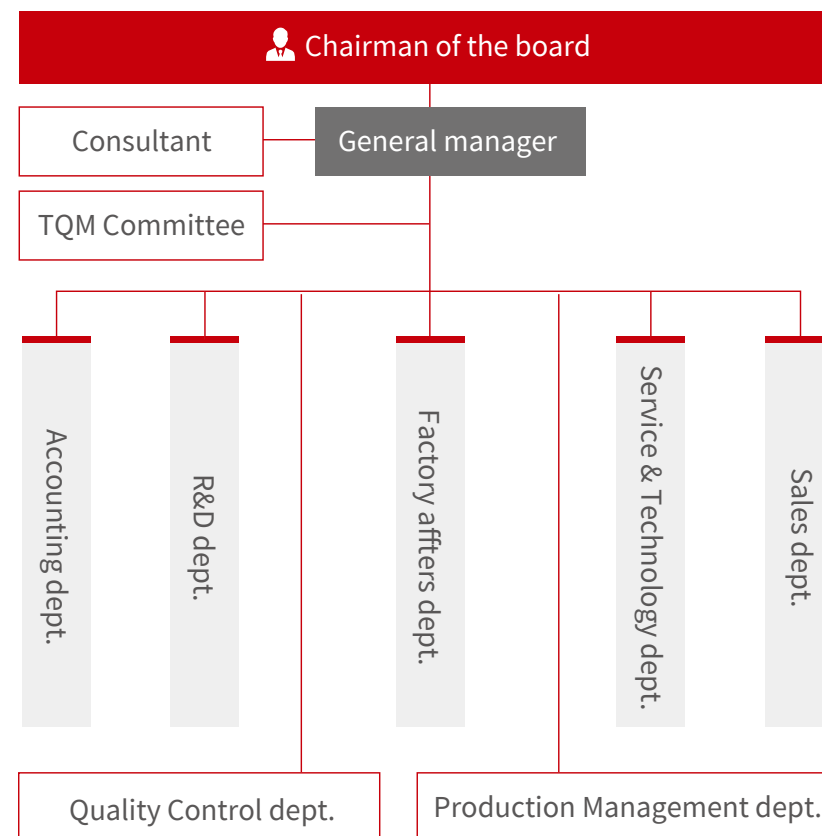 Chairman of the board
Consultant
General manager
TQM Committee
Accounting dept.
R&D dept.
Factory affters dept.
Service & Technology dept.
Sales dept.
Quality Control dept.
Production Management dept.